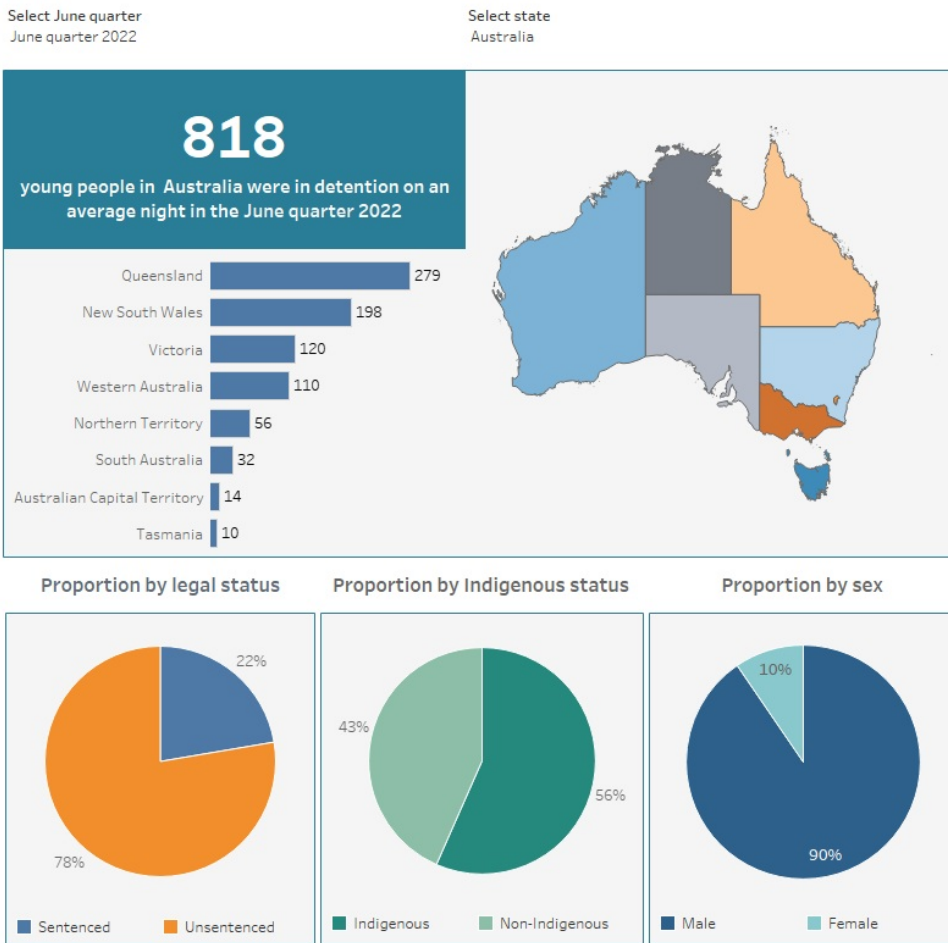 Select June quarter
June quarter 2022
Select state
Australia
818
young people in Australia were in detention on an
average night in the June quarter 2022
Queensland 279
New South Wales 198
Victoria 120
Western Australia 110
Northern Territory 56
South Australia 32
Australian Capital Territory 14
Tasmania 10
Proportion by legal status
22%
78%
Sentenced Unsentenced
Proportion by Indigenous status
43%
56%
Indigenous Non-Indigenous
Proportion by sex
10%
90%
Male Female